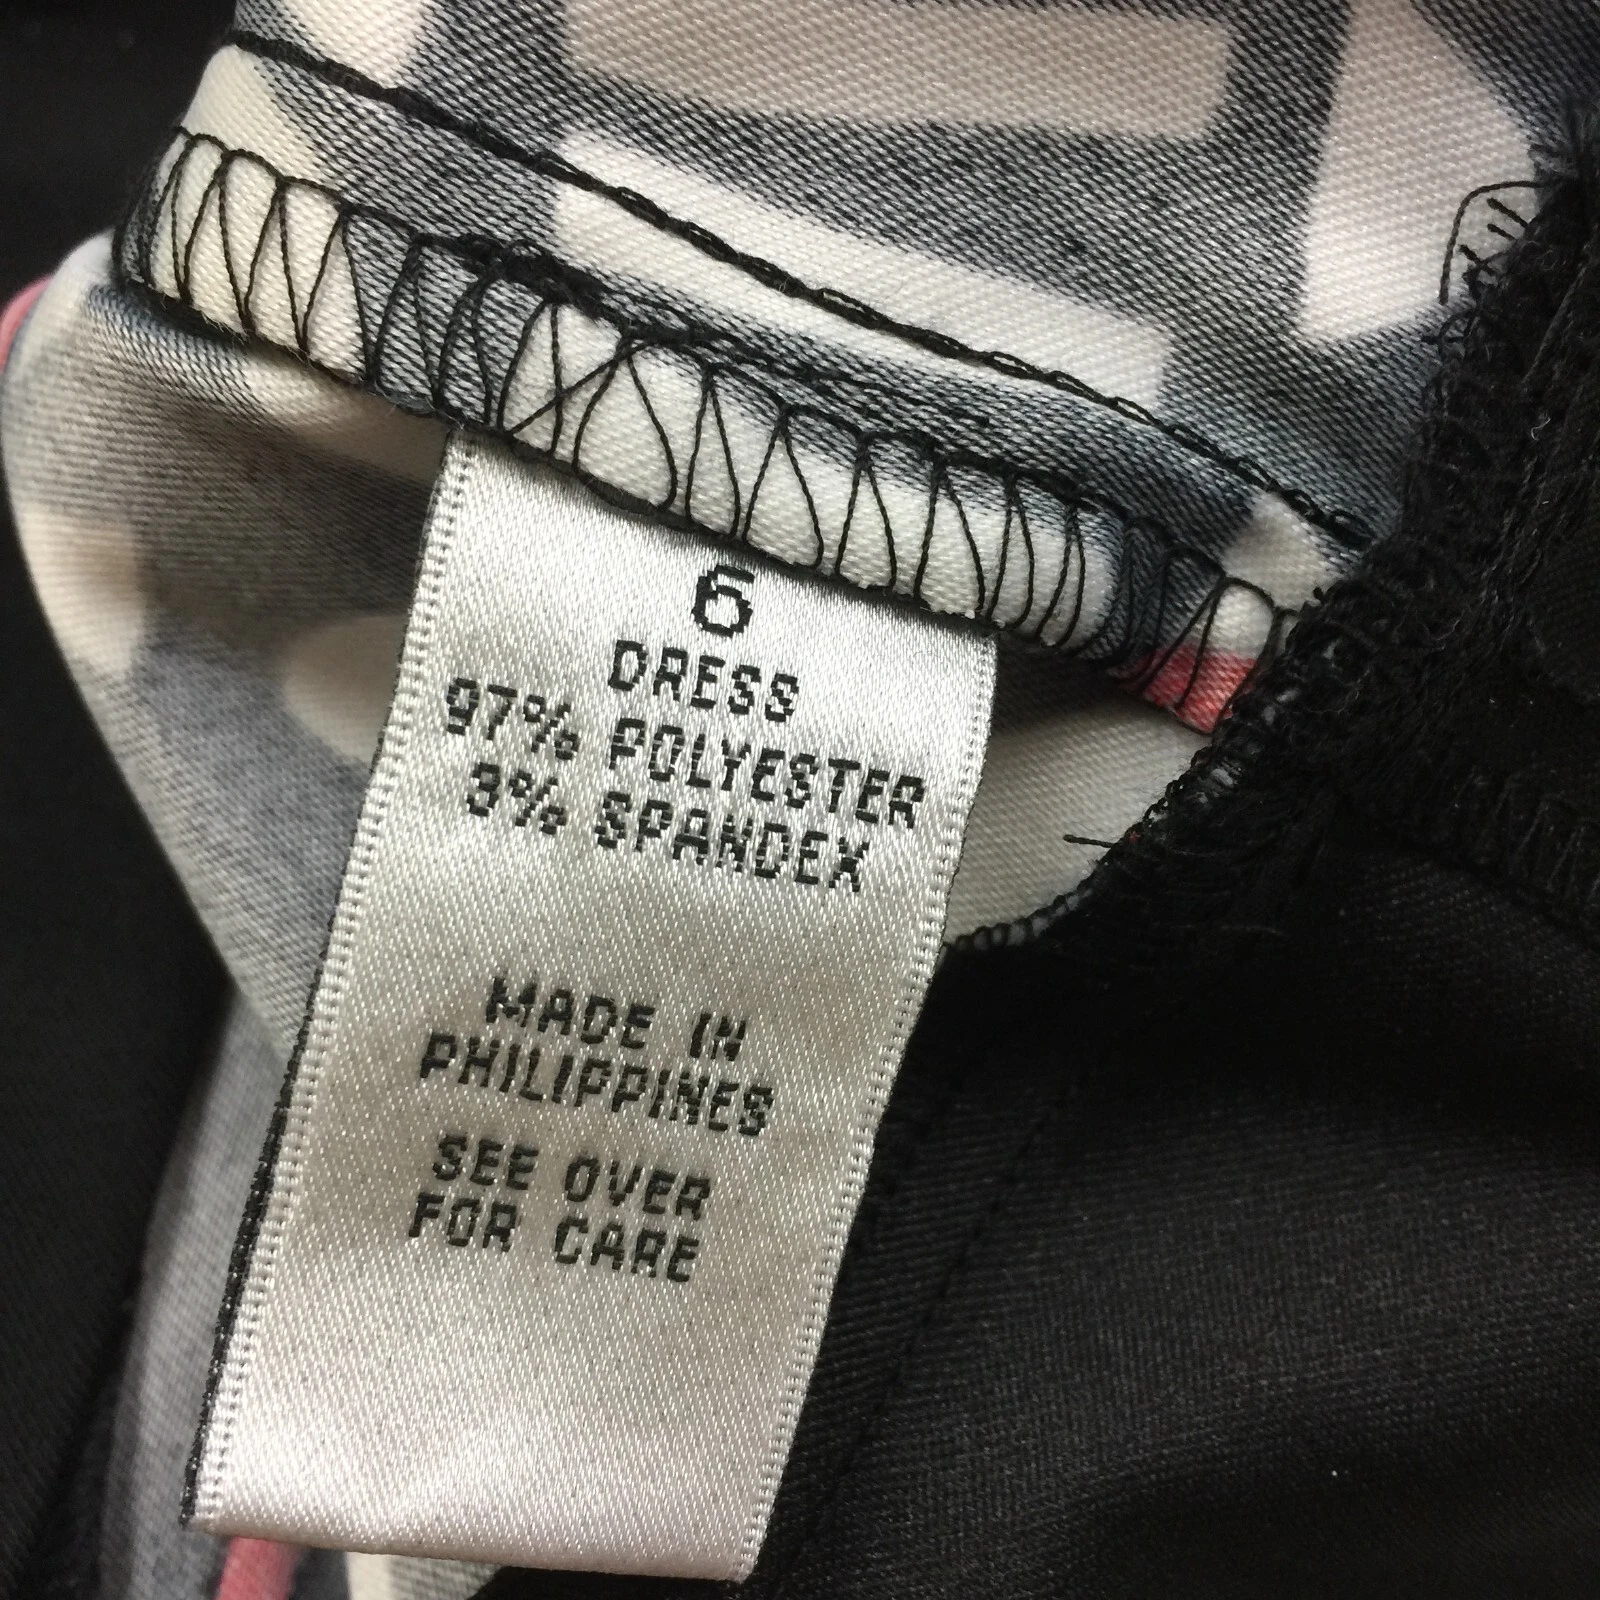 6
DRESS
97% POLYESTER
3% SPANDEX
MADE IN
PHILIPPINES
SEE OVER
FOR CARE